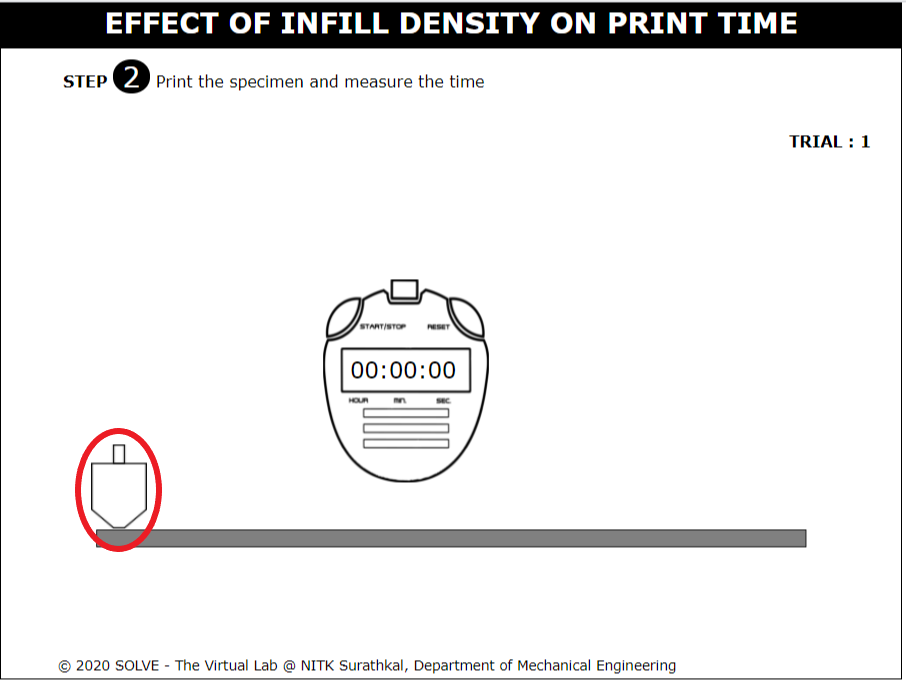 EFFECT OF INFILL DENSITY ON PRINT TIME
STEP 2 Print the specimen and measure the time
TRIAL : 1
START/STOP RESET
00:00:00
HOUR MIN. SEC.
© 2020 SOLVE - The Virtual Lab @ NITK Surathkal, Department of Mechanical Engineering